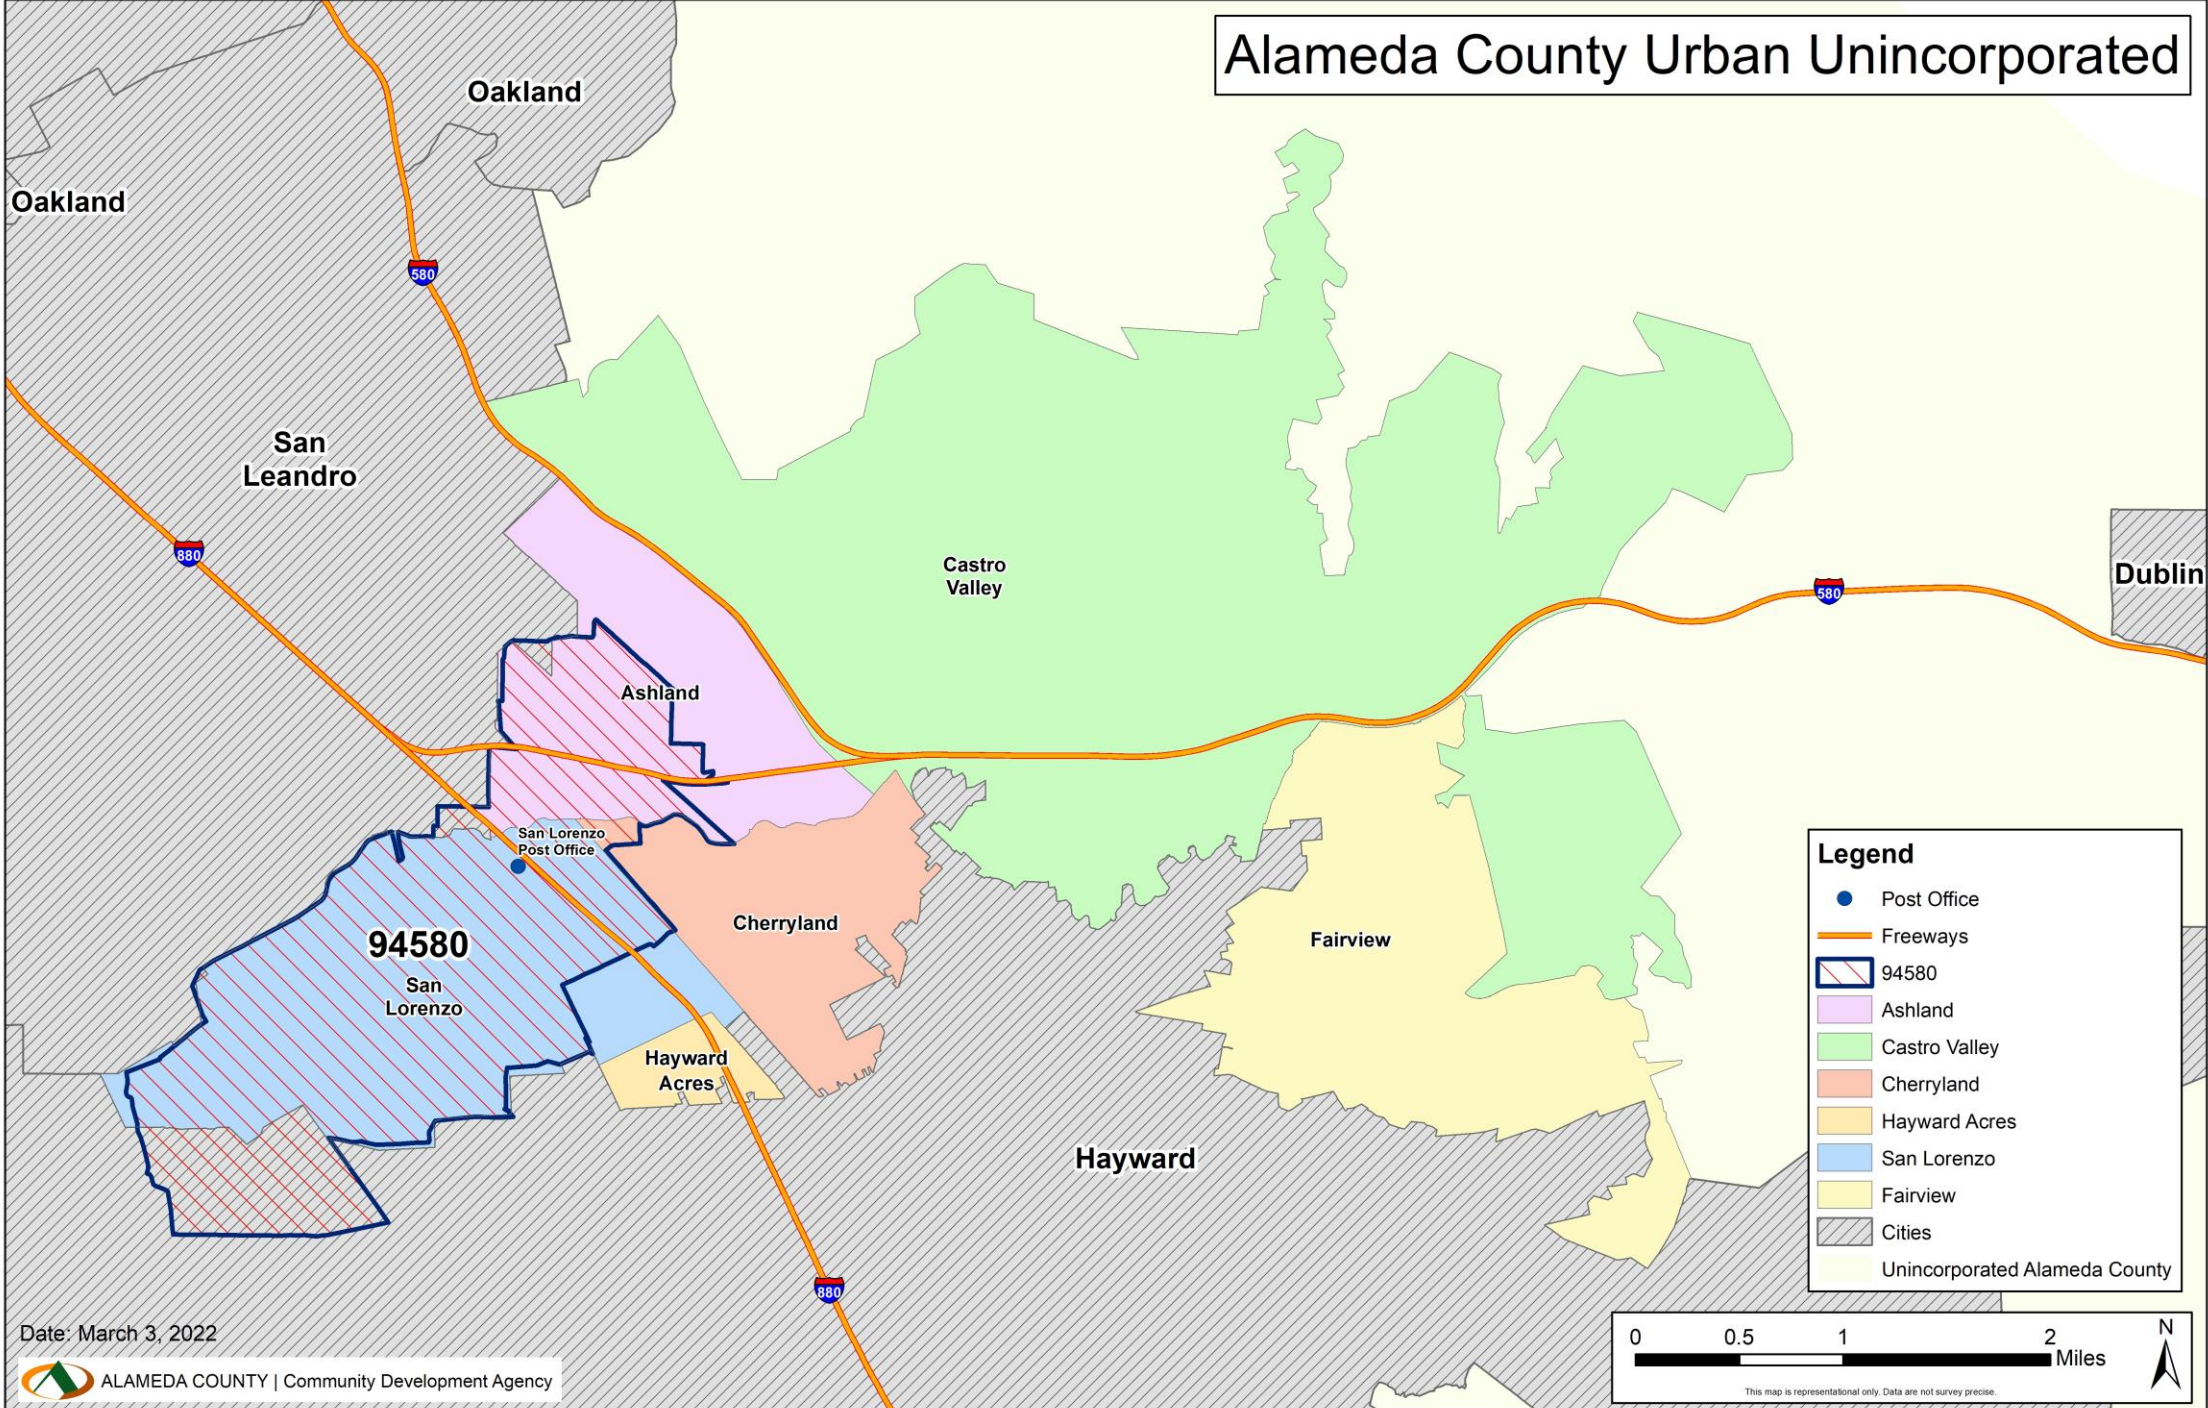 Alameda County Urban Unincorporated
Oakland
Oakland
580
San
Leandro
880
Castro
Valley
Dublin
580
Ashland
San Lorenzo
Post Office
Cherryland
94580
San
Lorenzo
Fairview
Hayward
Acres
Hayward
880
Legend
Post Office
Freeways
94580
Ashland
Castro Valley
Cherryland
Hayward Acres
San Lorenzo
Fairview
Cities
Unincorporated Alameda County
Date: March 3, 2022
ALAMEDA COUNTY | Community Development Agency
0 0.5 1 2
Miles
N
This map is representational only. Data are not survey precise.